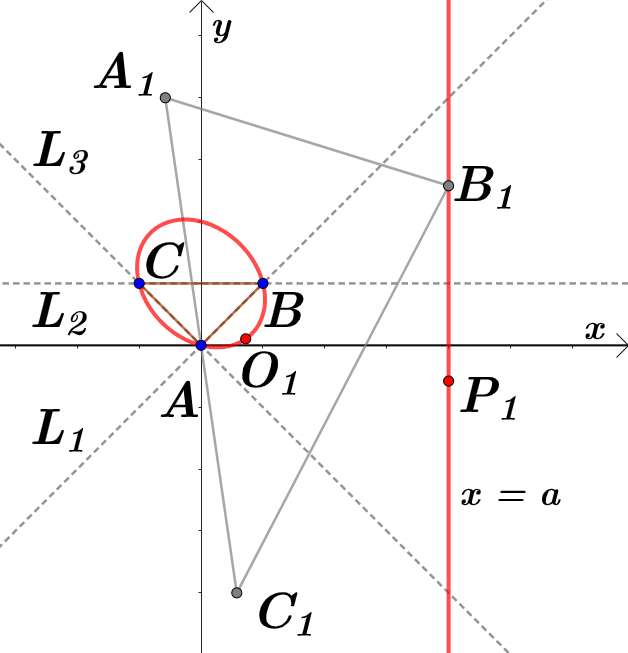 y
A₁
L₃
B₁
C
B
L₂
x
O₁
A
P₁
L₁
x = a
C₁